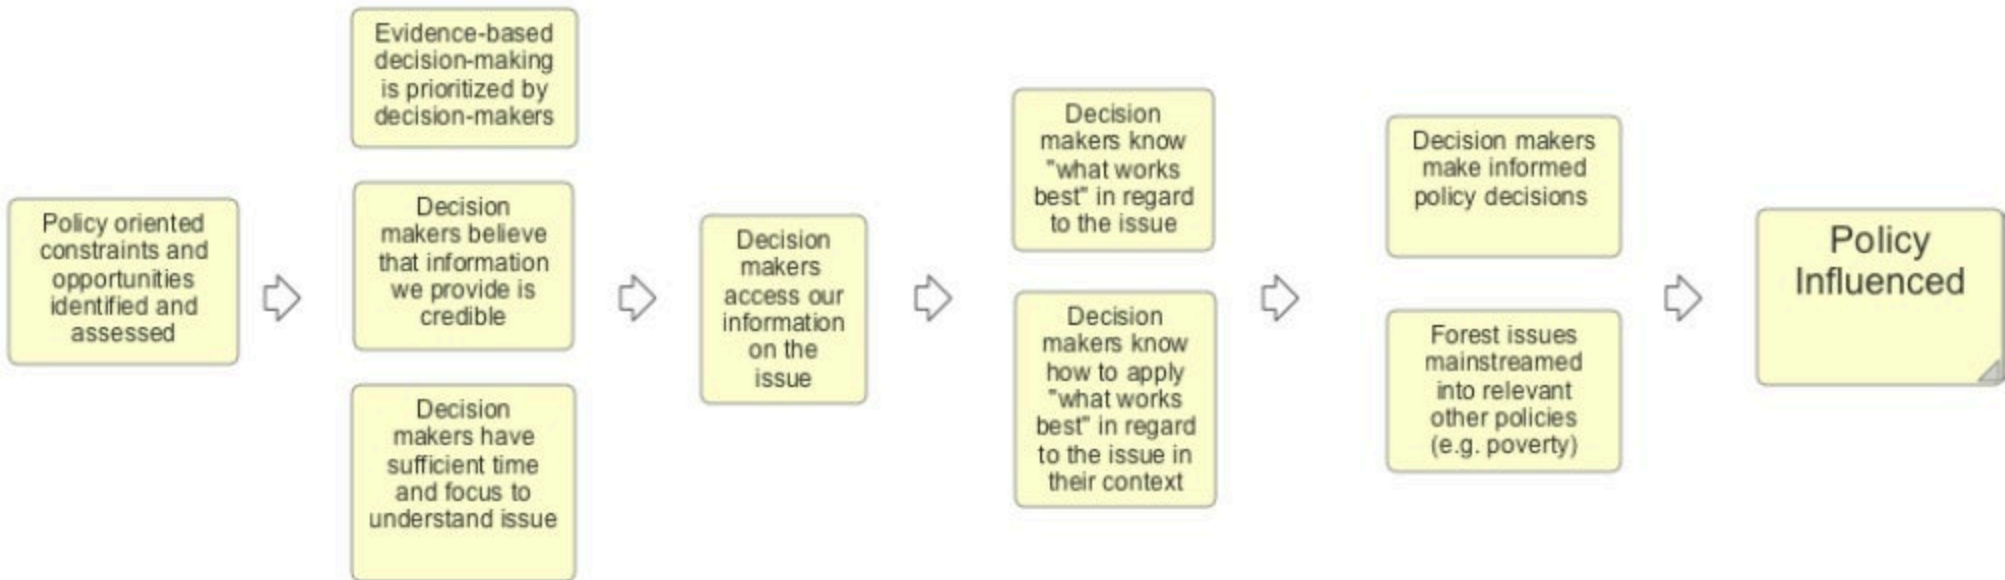 Policy oriented
constraints and
opportunities
identified and
assessed
Evidence-based
decision-making
is prioritized by
decision-makers
Decision
makers believe
that information
we provide is
credible
Decision
makers have
sufficient time
and focus to
understand issue
Decision
makers
access our
information
on the
issue
Decision
makers know
"what works
best" in regard
to the issue
Decision
makers know
how to apply
"what works
best" in regard
to the issue in
their context
Decision makers
make informed
policy decisions
Forest issues
mainstreamed
into relevant
other policies
(e.g. poverty)
Policy
Influenced